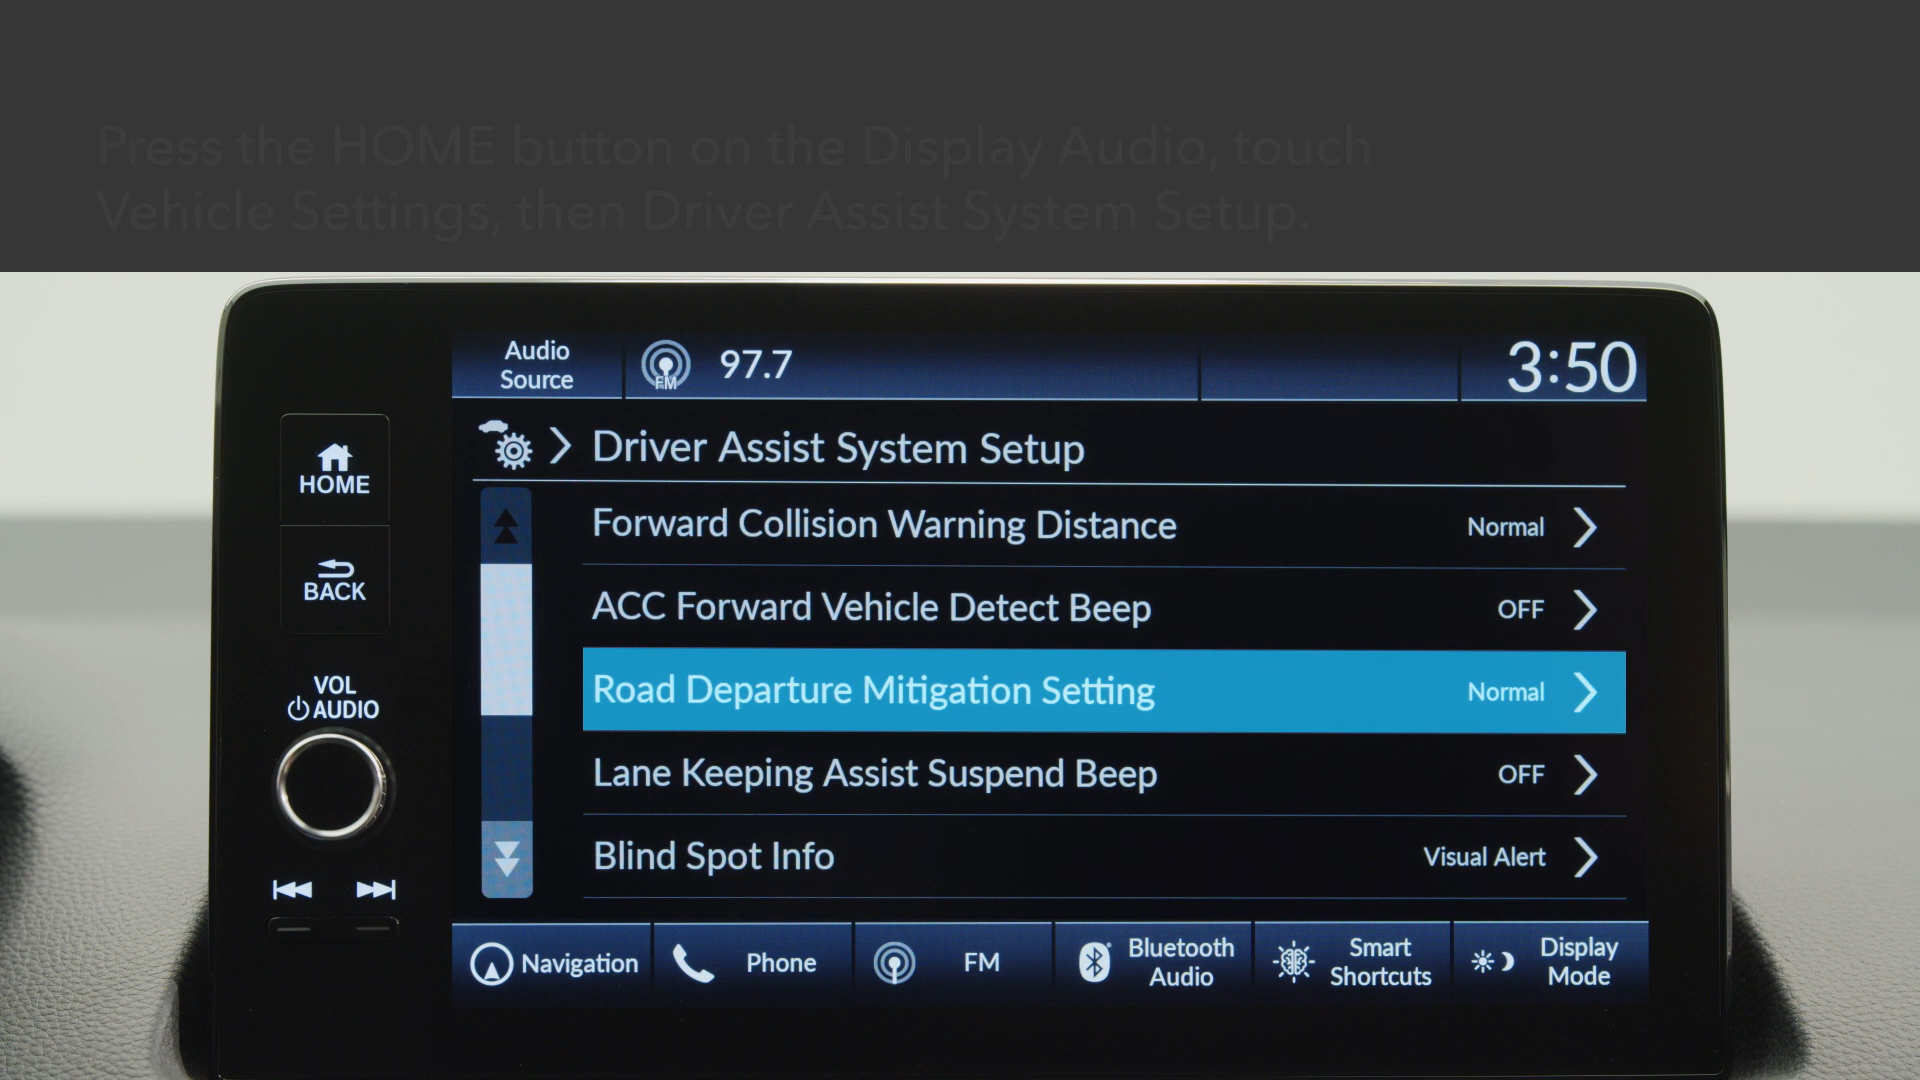 Press the HOME button on the Display Audio, touch
Vehicle Settings, then Driver Assist System Setup.
Audio
Source
FM
97.7
3:50
Driver Assist System Setup
HOME
BACK
VOL
AUDIO
Forward Collision Warning Distance Normal
ACC Forward Vehicle Detect Beep OFF
Road Departure Mitigation Setting Normal
Lane Keeping Assist Suspend Beep OFF
Blind Spot Info Visual Alert
Navigation
Phone
FM
Bluetooth
Audio
Smart
Shortcuts
Display
Mode